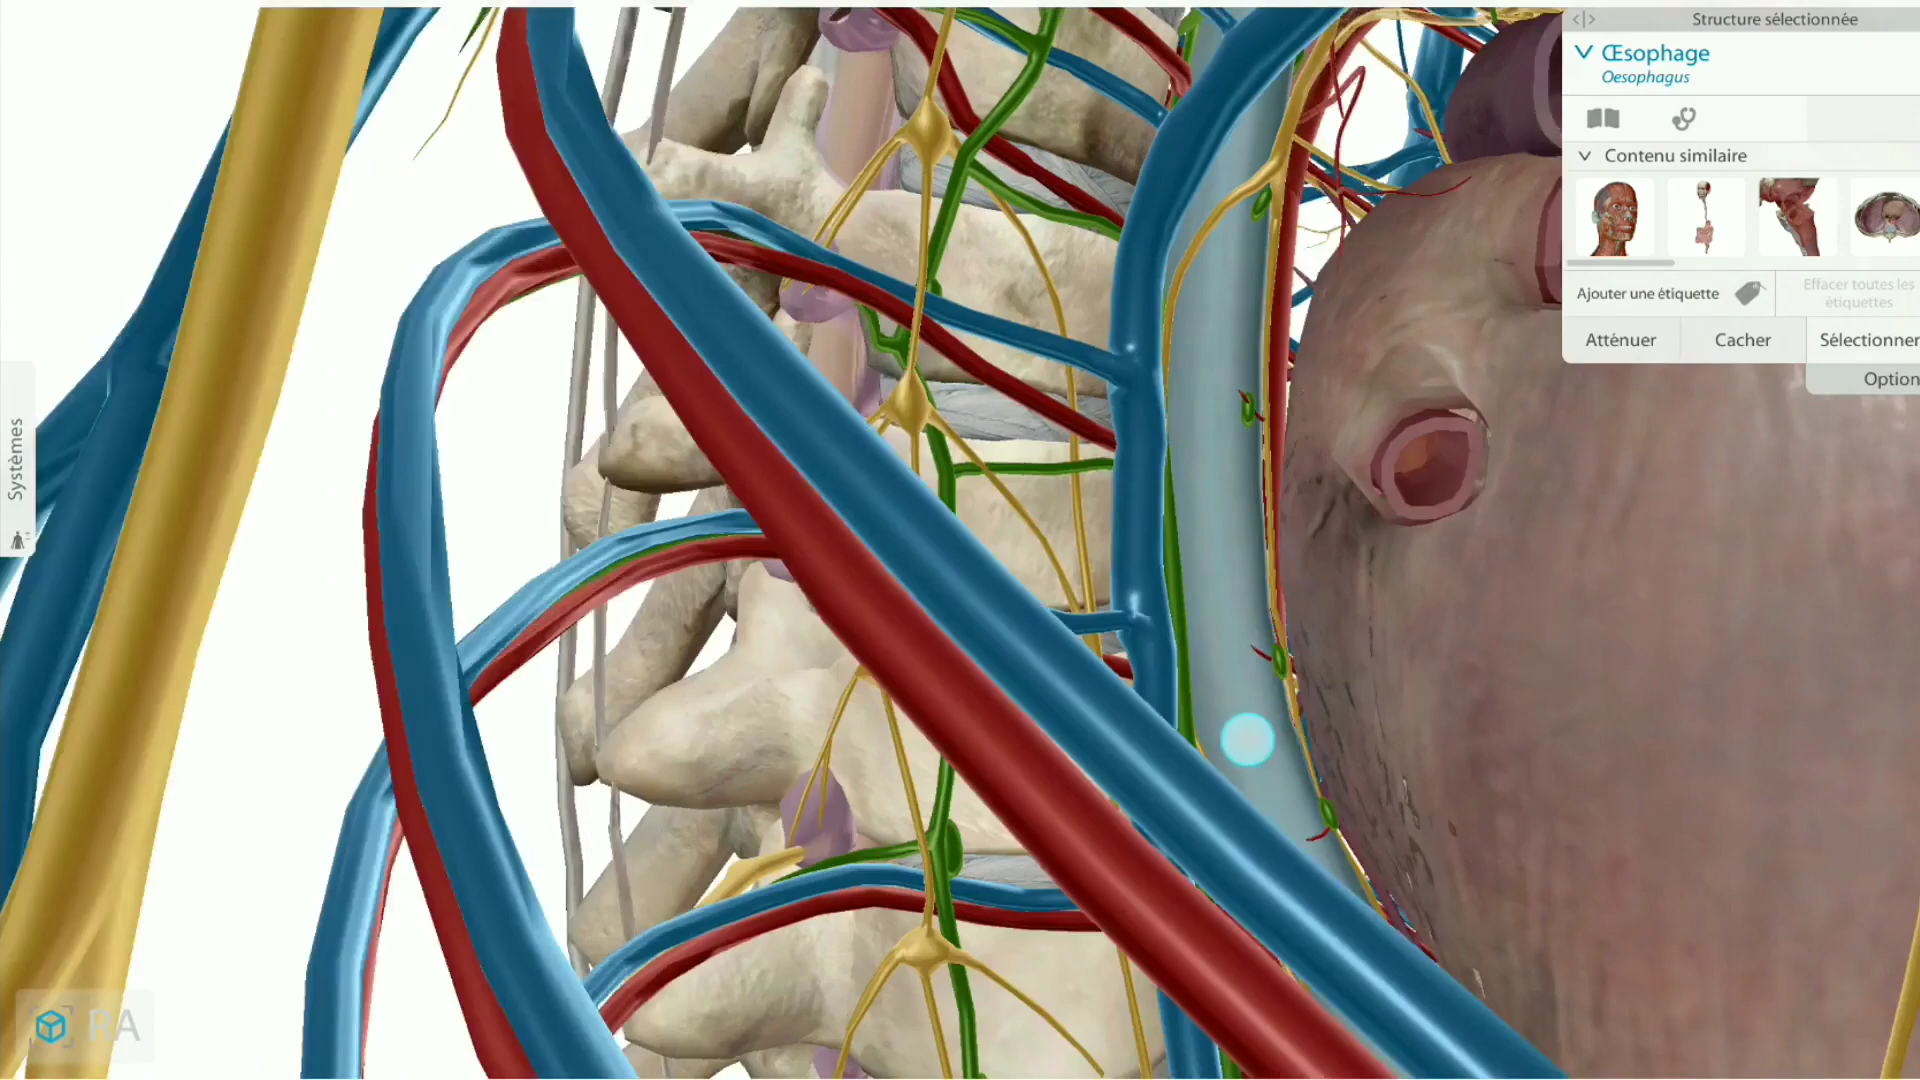 Structure sélectionnée
Œsophage
Oesophagus
Contenu similaire
Ajouter une étiquette
Effacer toutes les
étiquettes
Atténuer
Cacher
Sélectionner
Option
Systèmes
RA